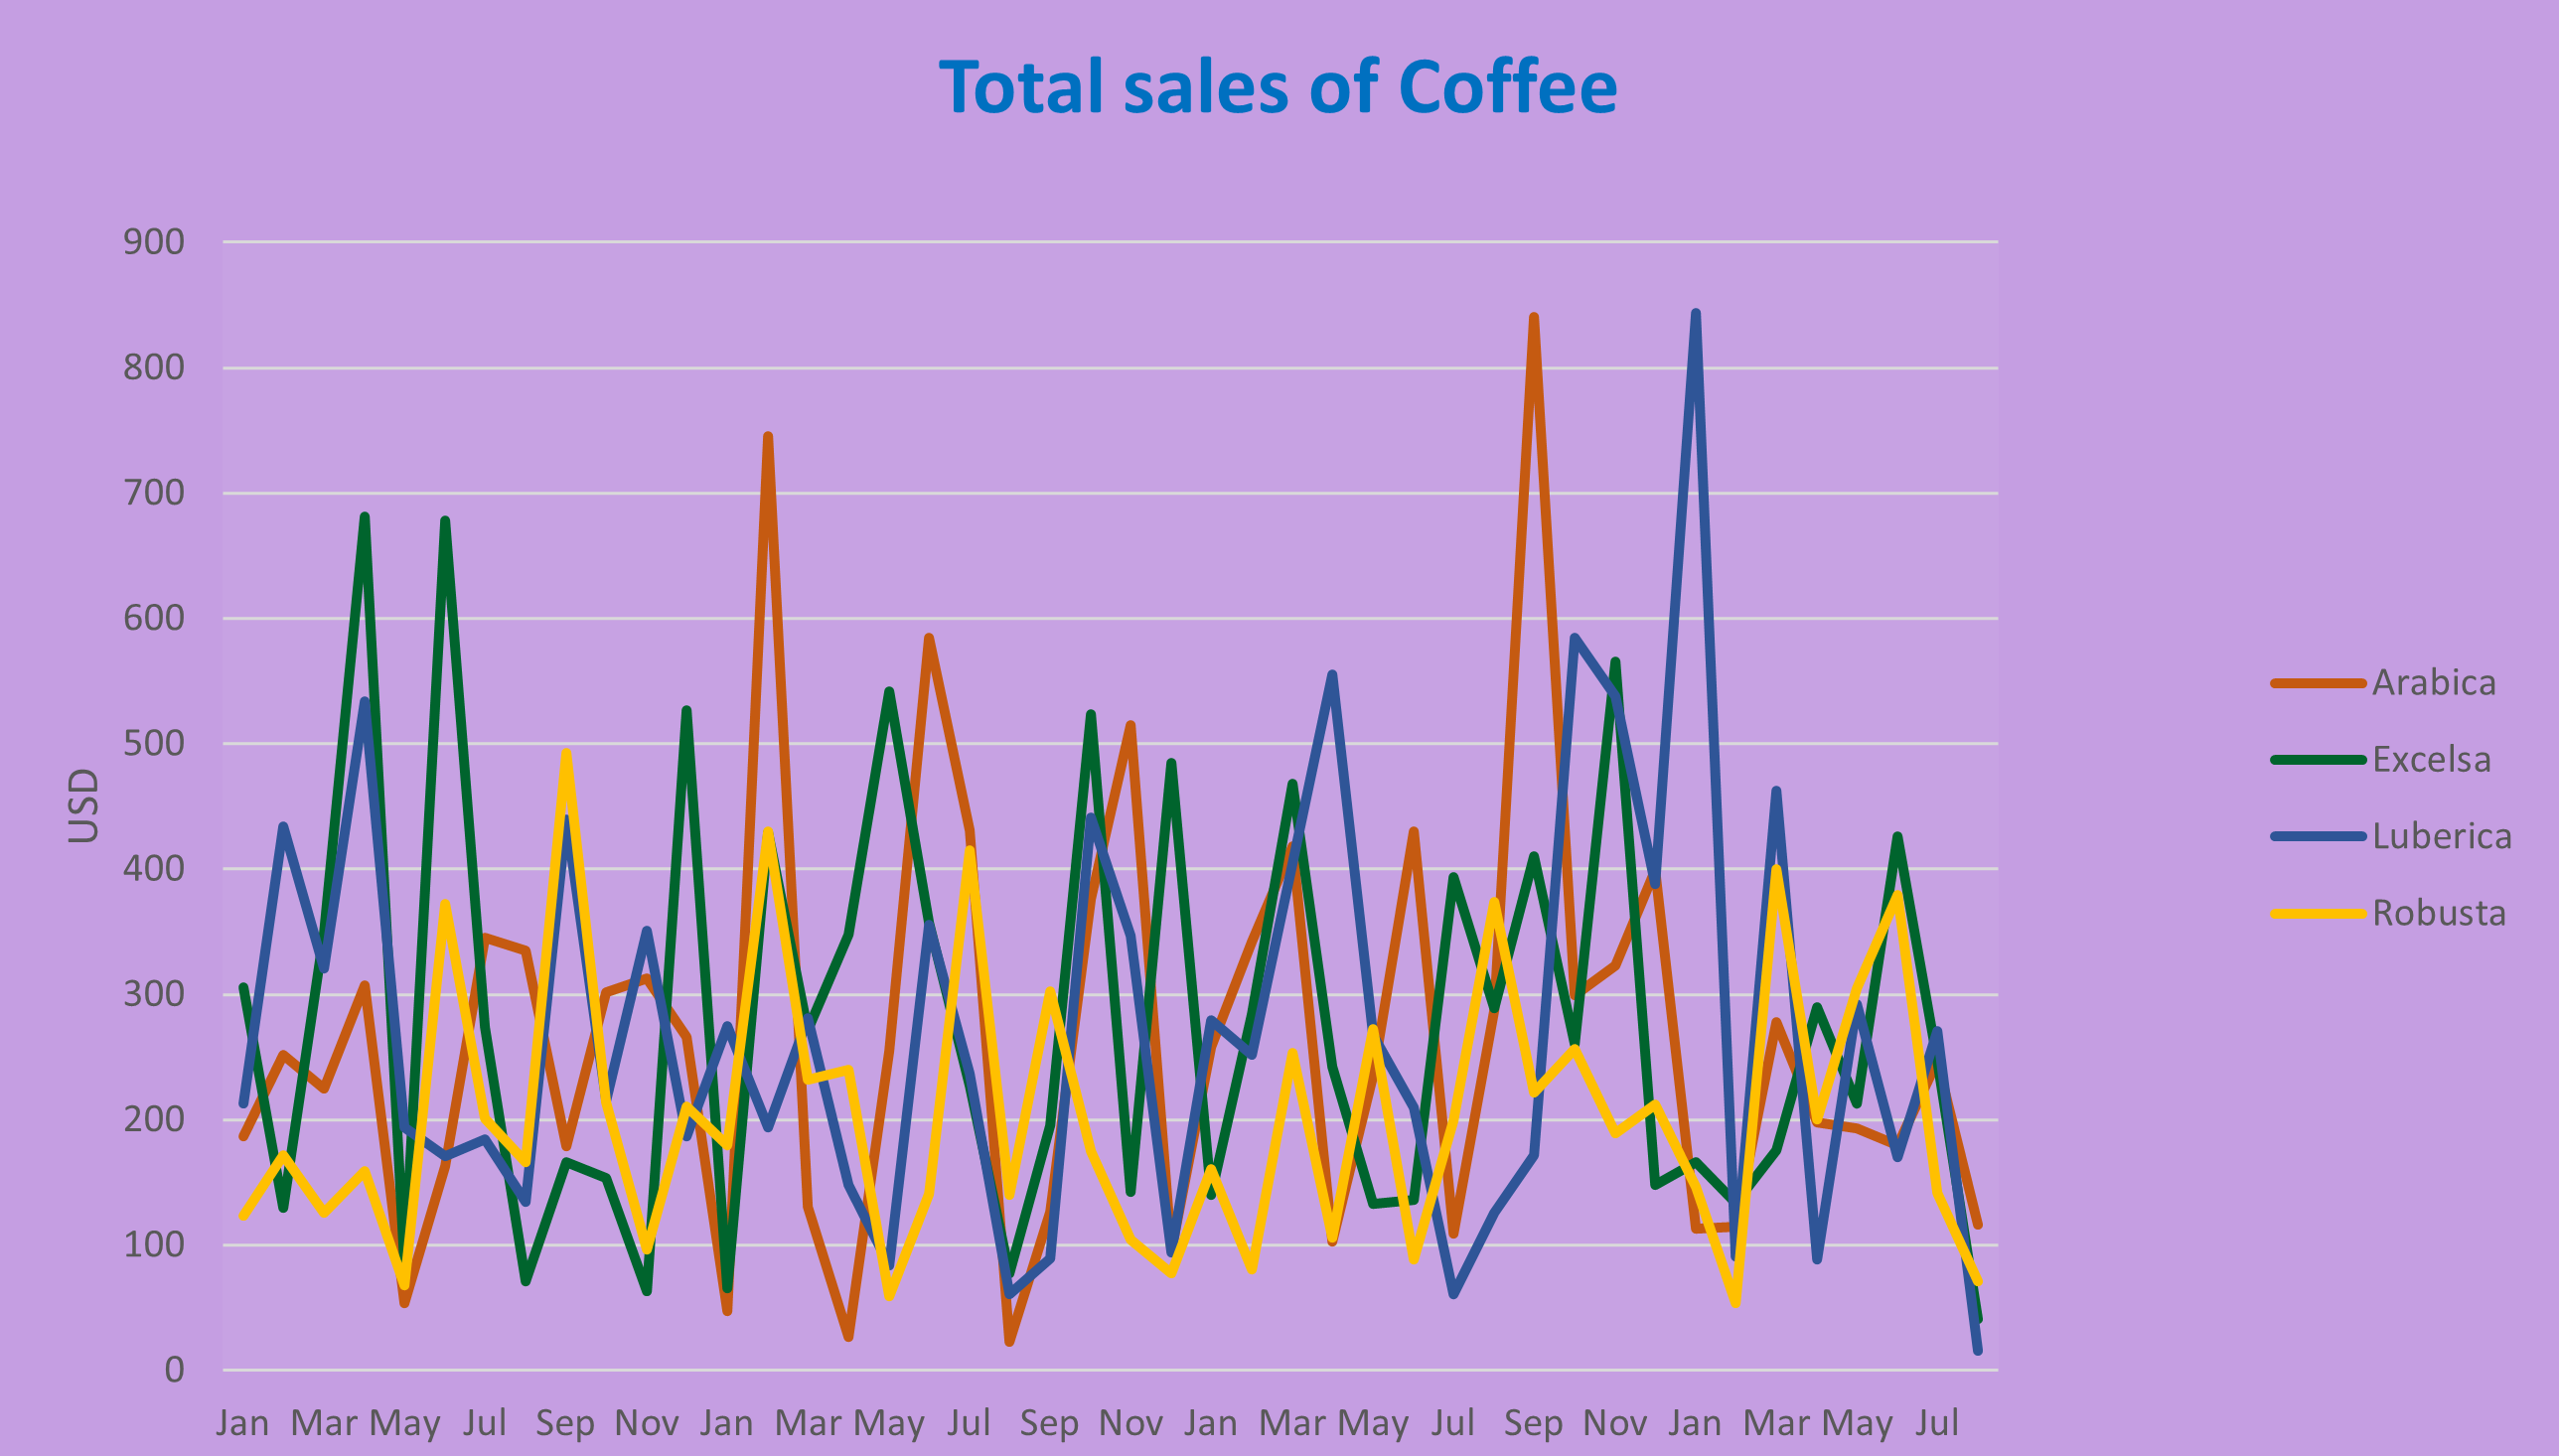 Total sales of Coffee
900
800
700
600
500
400
300
200
100
0
USD
Jan Mar May Jul Sep Nov Jan Mar May Jul Sep Nov Jan Mar May Jul Sep Nov Jan Mar May Jul
Arabica
Excelsa
Luberica
Robusta